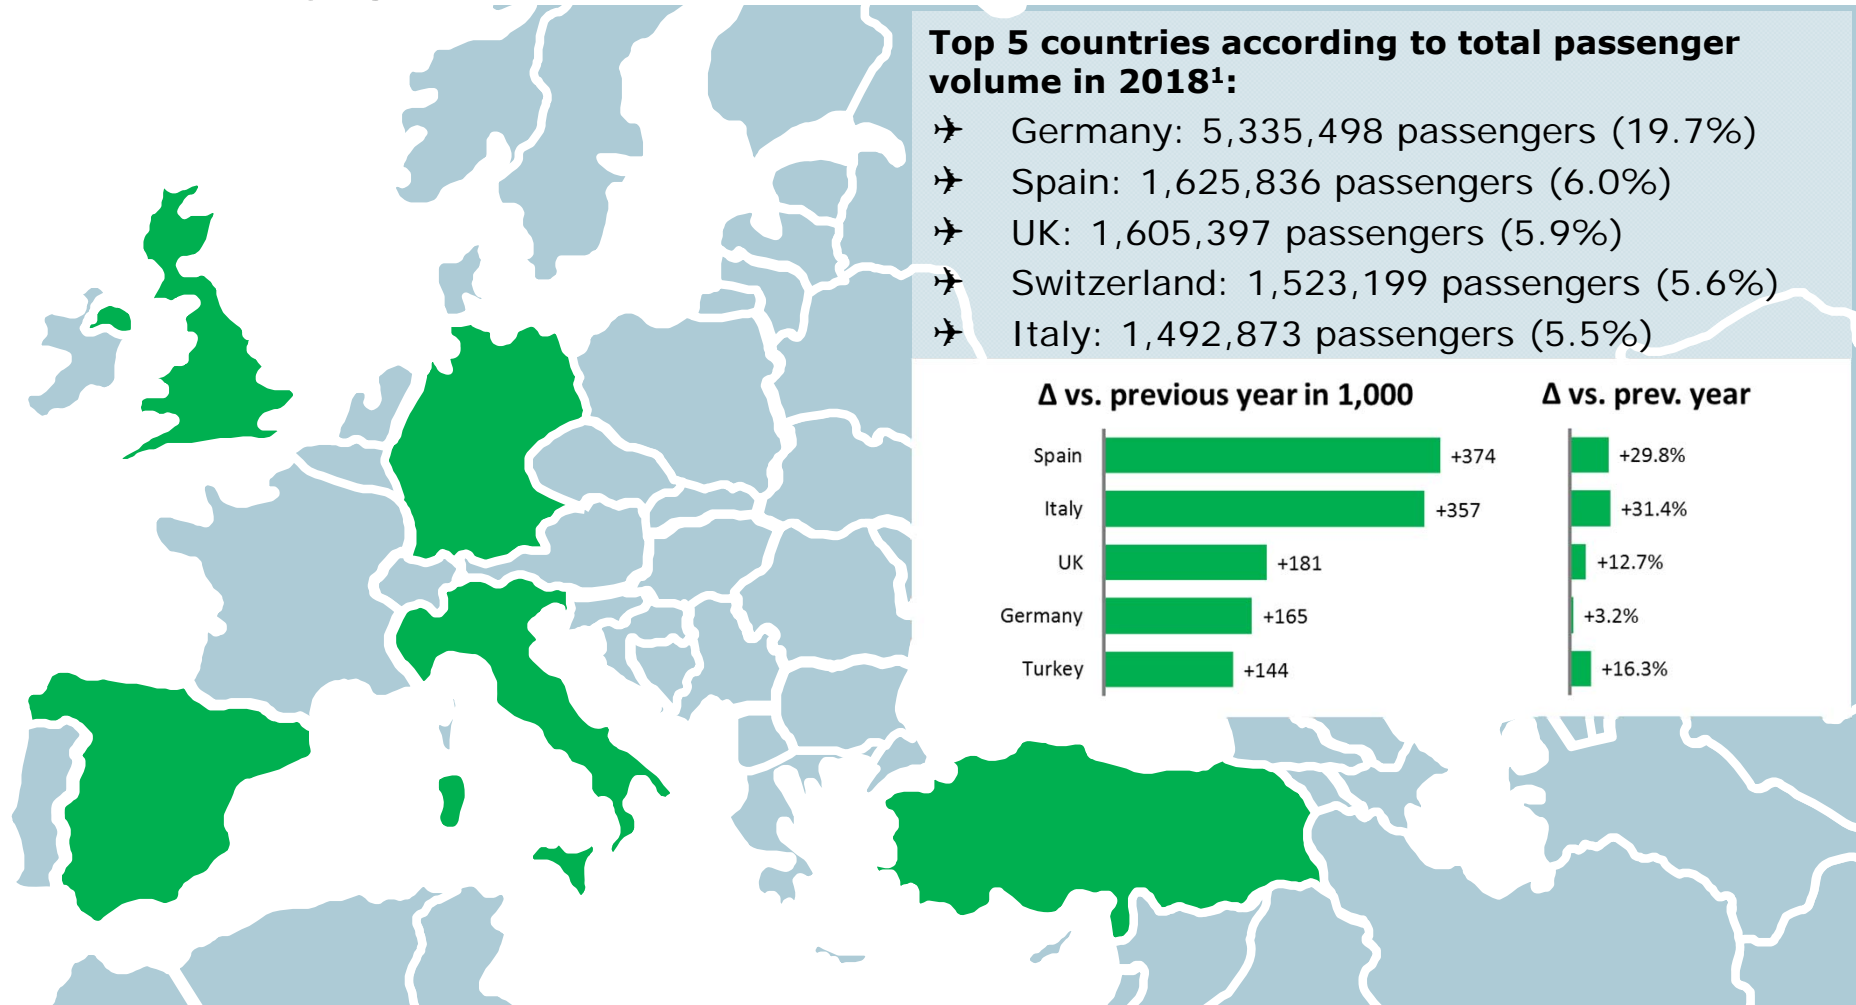 Top 5 countries according to total passenger
volume in 2018¹:
✈ Germany: 5,335,498 passengers (19.7%)
✈ Spain: 1,625,836 passengers (6.0%)
✈ UK: 1,605,397 passengers (5.9%)
✈ Switzerland: 1,523,199 passengers (5.6%)
✈ Italy: 1,492,873 passengers (5.5%)
Δ vs. previous year in 1,000
Spain +374
Italy +357
UK +181
Germany +165
Turkey +144
Δ vs. prev. year
+29.8%
+31.4%
+12.7%
+3.2%
+16.3%